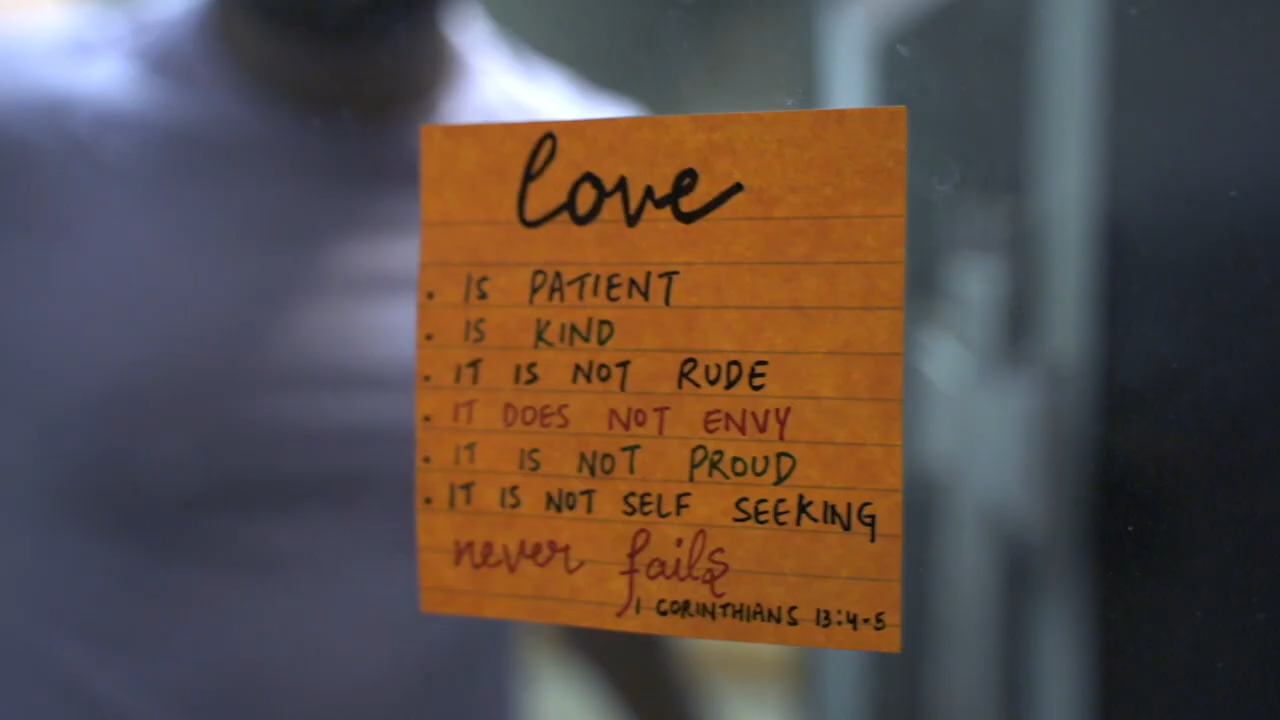 love
. IS PATIENT
. IS KIND
. IT IS NOT RUDE
. IT DOES NOT ENVY
. IT IS NOT PROUD
. IT IS NOT SELF SEEKING
never fails
1 CORINTHIANS 13:4-5